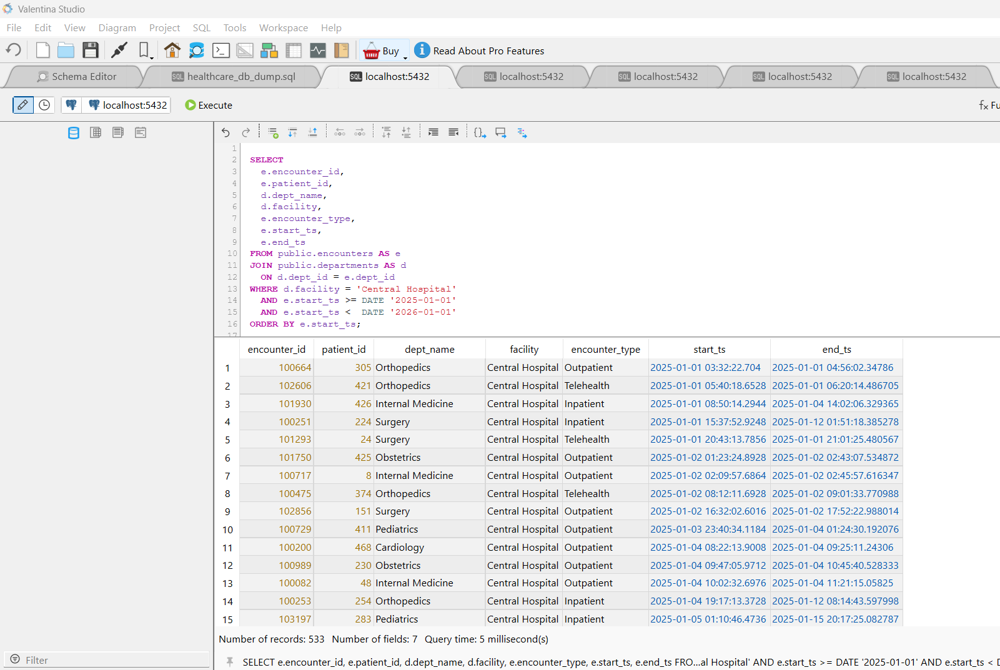 Valentina Studio
File Edit View Diagram Project SQL Tools Workspace Help
Buy Read About Pro Features
Schema Editor SQL healthcare_db_dump.sql SQL localhost:5432 SQL localhost:5432 SQL localhost:5432 SQL localhost:5432 SQL localhost:5432
localhost:5432 Execute fx Fu
1
2 SELECT
3 e.encounter_id,
4 e.patient_id,
5 d.dept_name,
6 d.facility,
7 e.encounter_type,
8 e.start_ts,
9 e.end_ts
10 FROM public.encounters AS e
11 JOIN public.departments AS d
12 ON d.dept_id = e.dept_id
13 WHERE d.facility = 'Central Hospital'
14 AND e.start_ts >= DATE '2025-01-01'
15 AND e.start_ts < DATE '2026-01-01'
16 ORDER BY e.start_ts;
17
encounter_id patient_id dept_name facility encounter_type start_ts end_ts
1 100664 305 Orthopedics Central Hospital Outpatient 2025-01-01 03:32:22.704 2025-01-01 04:56:02.34786
2 102606 421 Orthopedics Central Hospital Telehealth 2025-01-01 05:40:18.6528 2025-01-01 06:20:14.486705
3 101930 426 Internal Medicine Central Hospital Inpatient 2025-01-01 08:50:14.2944 2025-01-04 14:02:06.329365
4 100251 224 Surgery Central Hospital Inpatient 2025-01-01 15:37:52.9248 2025-01-12 01:51:18.385278
5 101293 24 Surgery Central Hospital Telehealth 2025-01-01 20:43:13.7856 2025-01-01 21:01:25.480567
6 101750 425 Obstetrics Central Hospital Outpatient 2025-01-02 01:23:24.8928 2025-01-02 02:43:07.534872
7 100717 8 Internal Medicine Central Hospital Outpatient 2025-01-02 02:09:57.6864 2025-01-02 02:45:57.616347
8 100475 374 Orthopedics Central Hospital Telehealth 2025-01-02 08:12:11.6928 2025-01-02 09:01:33.770988
9 102856 151 Surgery Central Hospital Outpatient 2025-01-02 16:32:02.6016 2025-01-02 17:52:22.988014
10 100729 411 Pediatrics Central Hospital Outpatient 2025-01-03 23:40:34.1184 2025-01-04 01:24:30.192076
11 100200 468 Cardiology Central Hospital Outpatient 2025-01-04 08:22:13.9008 2025-01-04 09:25:11.24306
12 100989 230 Obstetrics Central Hospital Outpatient 2025-01-04 09:47:05.9712 2025-01-04 10:45:40.528333
13 100082 48 Internal Medicine Central Hospital Outpatient 2025-01-04 10:02:32.6976 2025-01-04 11:21:15.05825
14 100253 254 Orthopedics Central Hospital Inpatient 2025-01-04 19:17:13.3728 2025-01-12 08:14:43.597998
15 103197 283 Pediatrics Central Hospital Inpatient 2025-01-05 01:10:46.4736 2025-01-15 20:17:25.082787
Number of records: 533 Number of fields: 7 Query time: 5 millisecond(s)
Filter
SELECT e.encounter_id, e.patient_id, d.dept_name, d.facility, e.encounter_type, e.start_ts, e.end_ts FRO...al Hospital' AND e.start_ts >= DATE '2025-01-01' AND e.start_ts < D